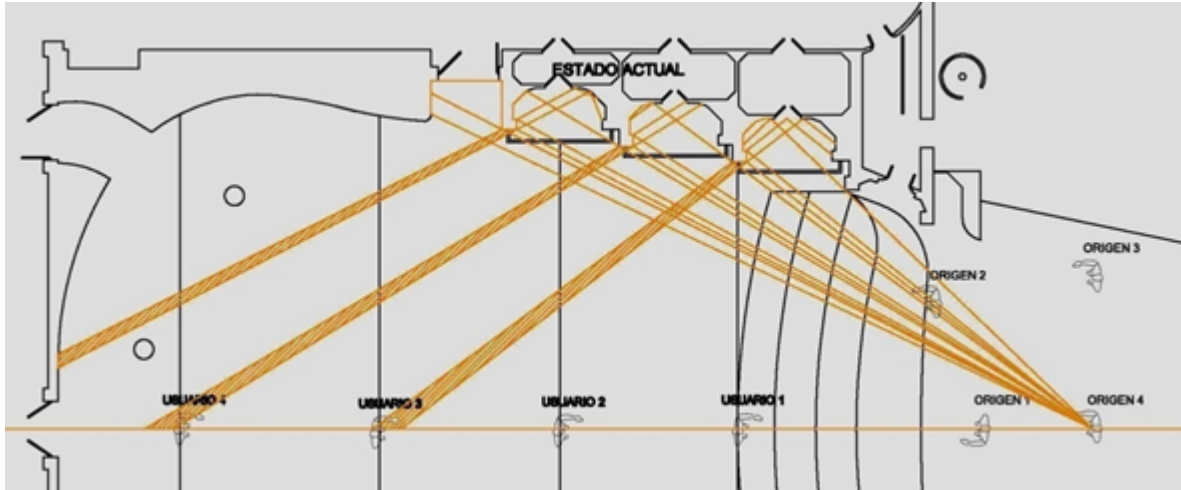 ESTADO ACTUAL
ORIGEN 3
ORIGEN 2
USUARIO 4
USUARIO 3
USUARIO 2
USUARIO 1
ORIGEN 1
ORIGEN 4